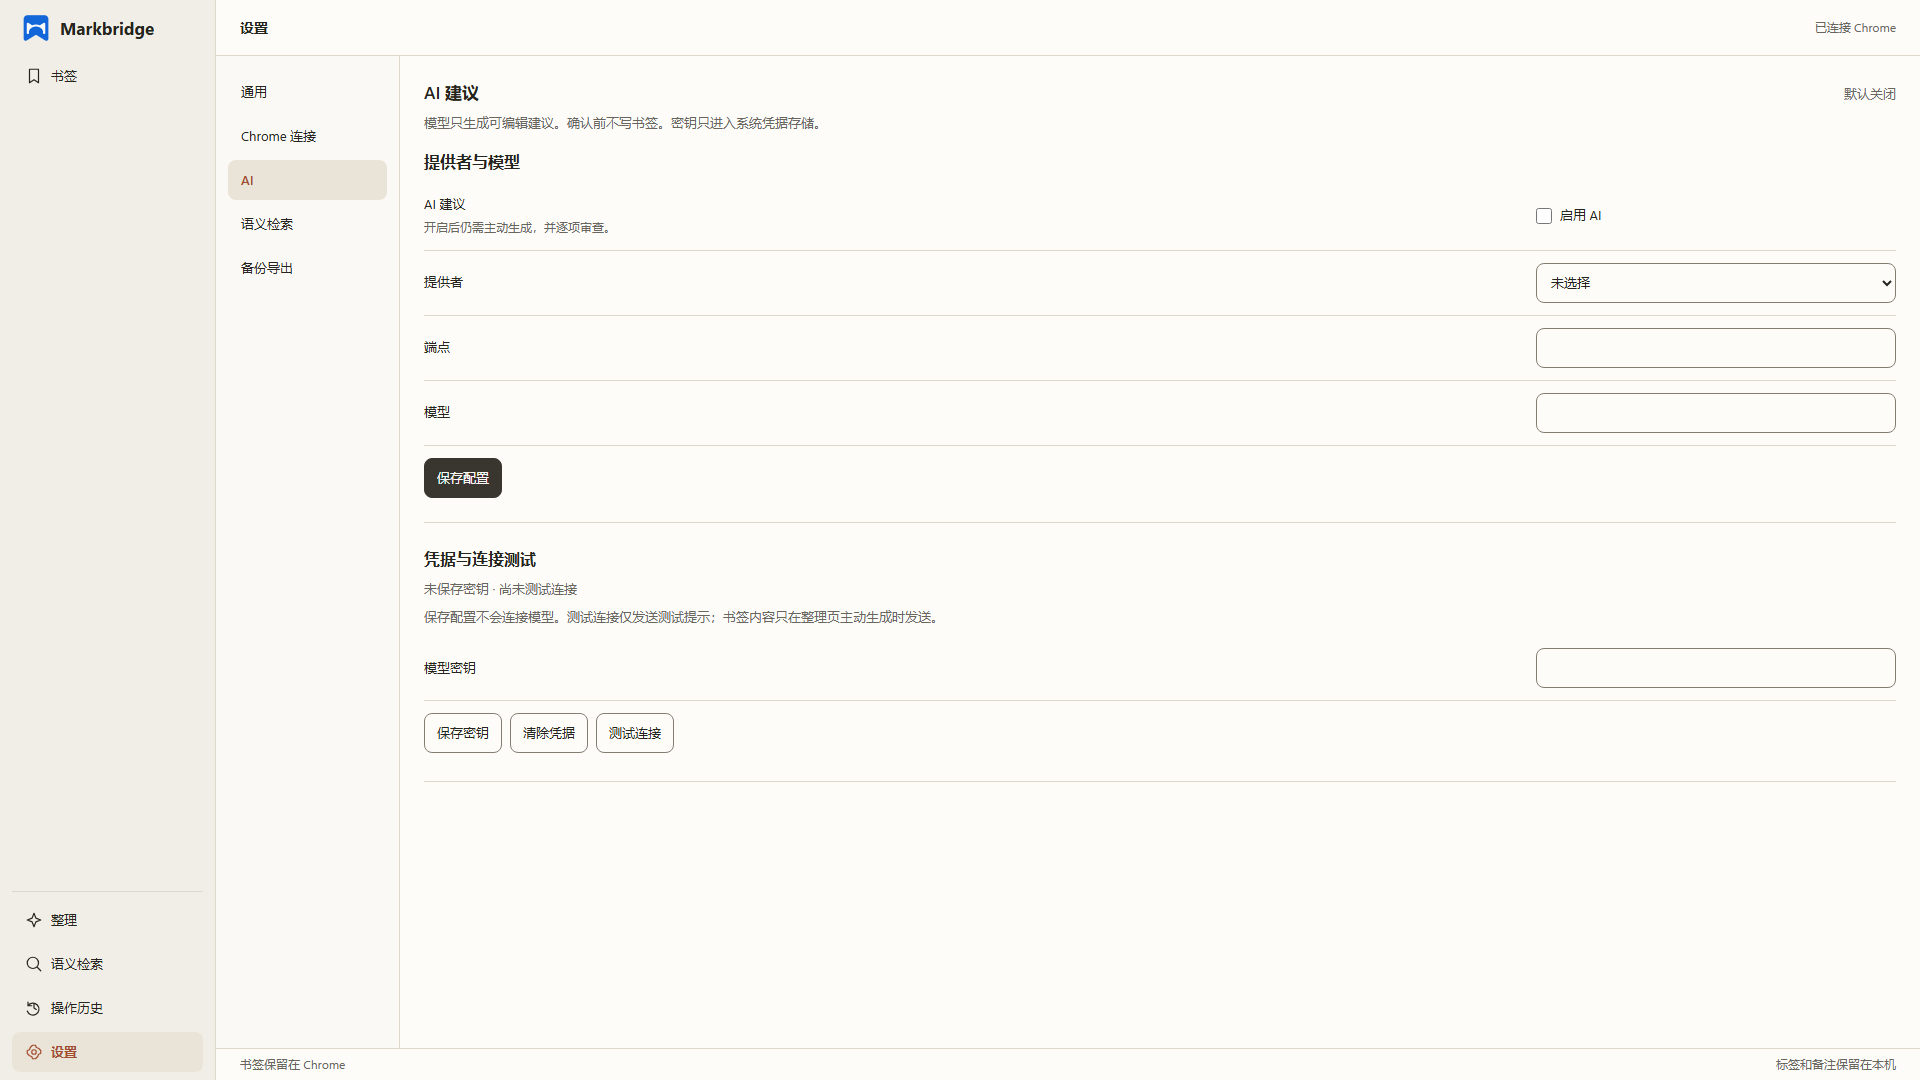 Markbridge
书签
整理
语义检索
操作历史
设置
设置
已连接 Chrome
通用
Chrome 连接
AI
语义检索
备份导出
AI 建议
默认关闭
模型只生成可编辑建议。确认前不写书签。密钥只进入系统凭据存储。
提供者与模型
AI 建议
开启后仍需主动生成，并逐项审查。
启用 AI
提供者
未选择
端点
模型
保存配置
凭据与连接测试
未保存密钥 · 尚未测试连接
保存配置不会连接模型。测试连接仅发送测试提示；书签内容只在整理页主动生成时发送。
模型密钥
保存密钥
清除凭据
测试连接
书签保留在 Chrome
标签和备注保留在本机